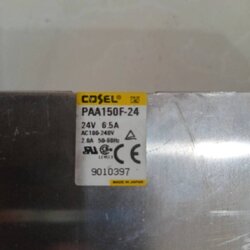 COSEL
PAA150F-24
24V 6.5A
AC100-240V
2.0A 50-60Hz
9010397
MADE IN JAPAN